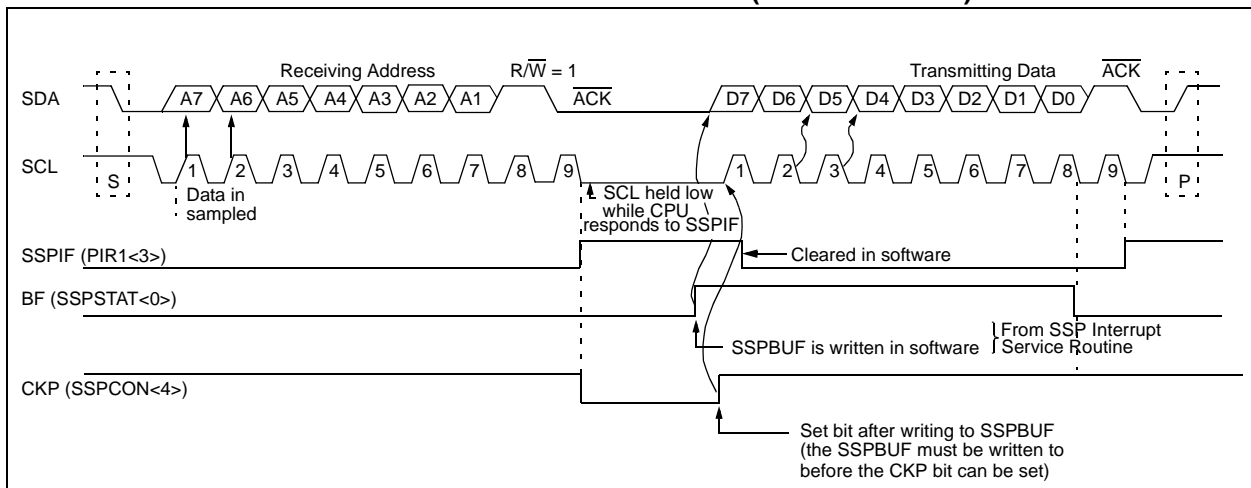 Receiving Address R/W = 1 Transmitting Data ACK
SDA A7 A6 A5 A4 A3 A2 A1 ACK D7 D6 D5 D4 D3 D2 D1 D0
SCL S 1 2 3 4 5 6 7 8 9 1 2 3 4 5 6 7 8 9 P
Data in
sampled
SCL held low
while CPU
responds to SSPIF
SSPIF (PIR1<3>)
Cleared in software
BF (SSPSTAT<0>)
SSPBUF is written in software
From SSP Interrupt
Service Routine
CKP (SSPCON<4>)
Set bit after writing to SSPBUF
(the SSPBUF must be written to
before the CKP bit can be set)